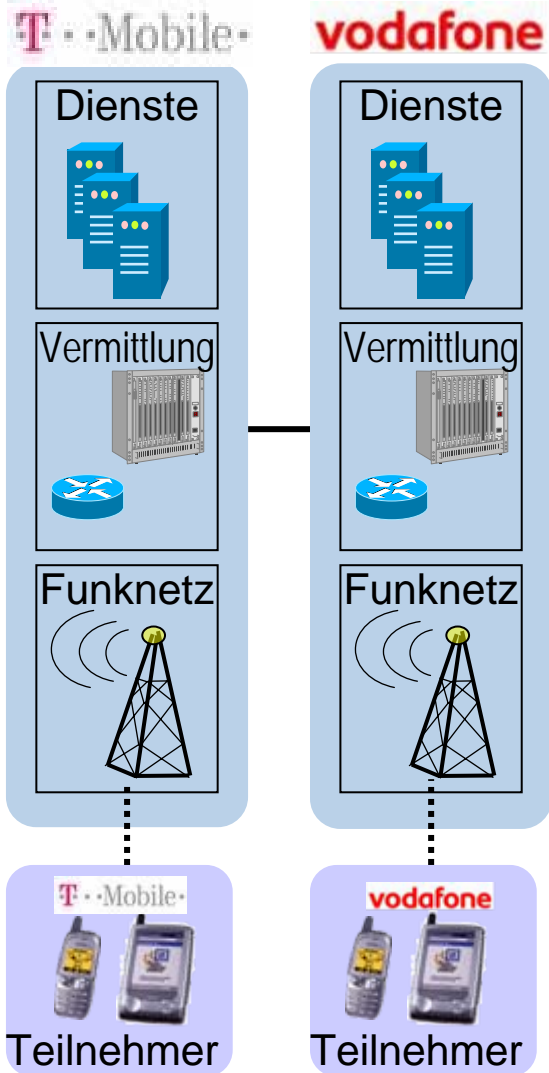 T · ·Mobile·
Dienste
Vermittlung
Funknetz
T · ·Mobile·
Teilnehmer
vodafone
Dienste
Vermittlung
Funknetz
vodafone
Teilnehmer